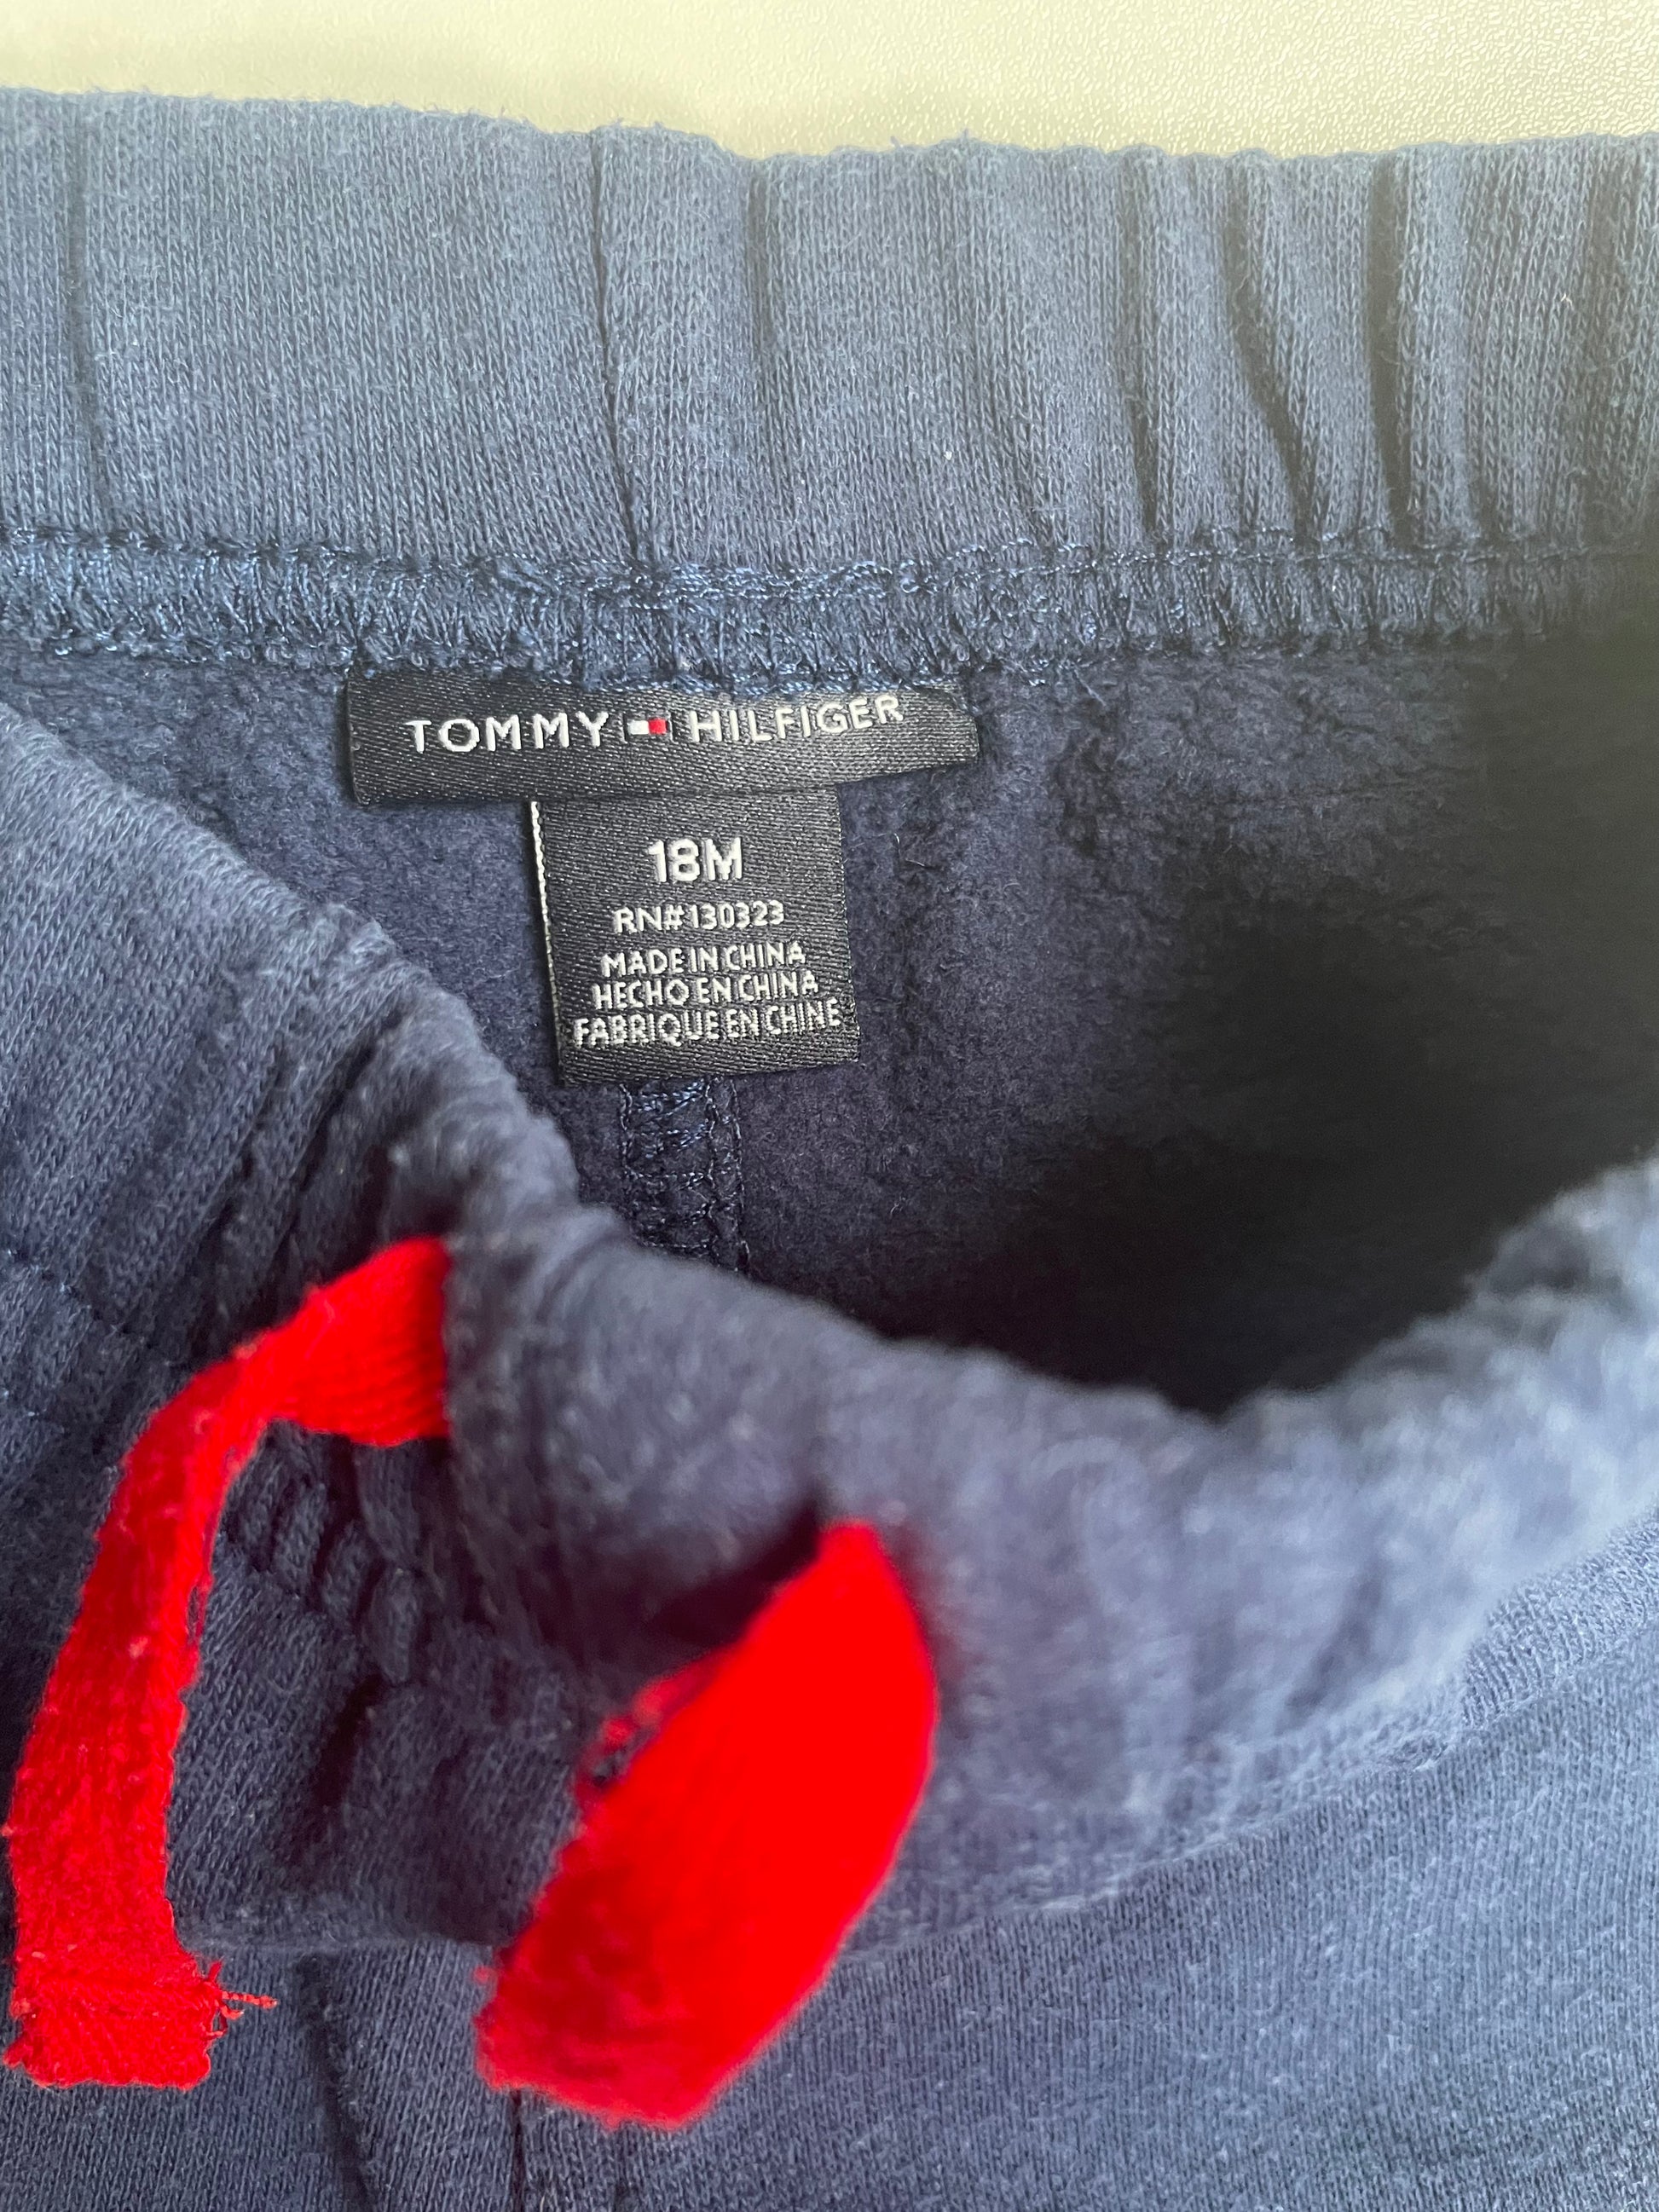 TOMMY HILFIGER
18M
RN# 130323
MADE IN CHINA
HECHO EN CHINA
FABRIQUE EN CHINE